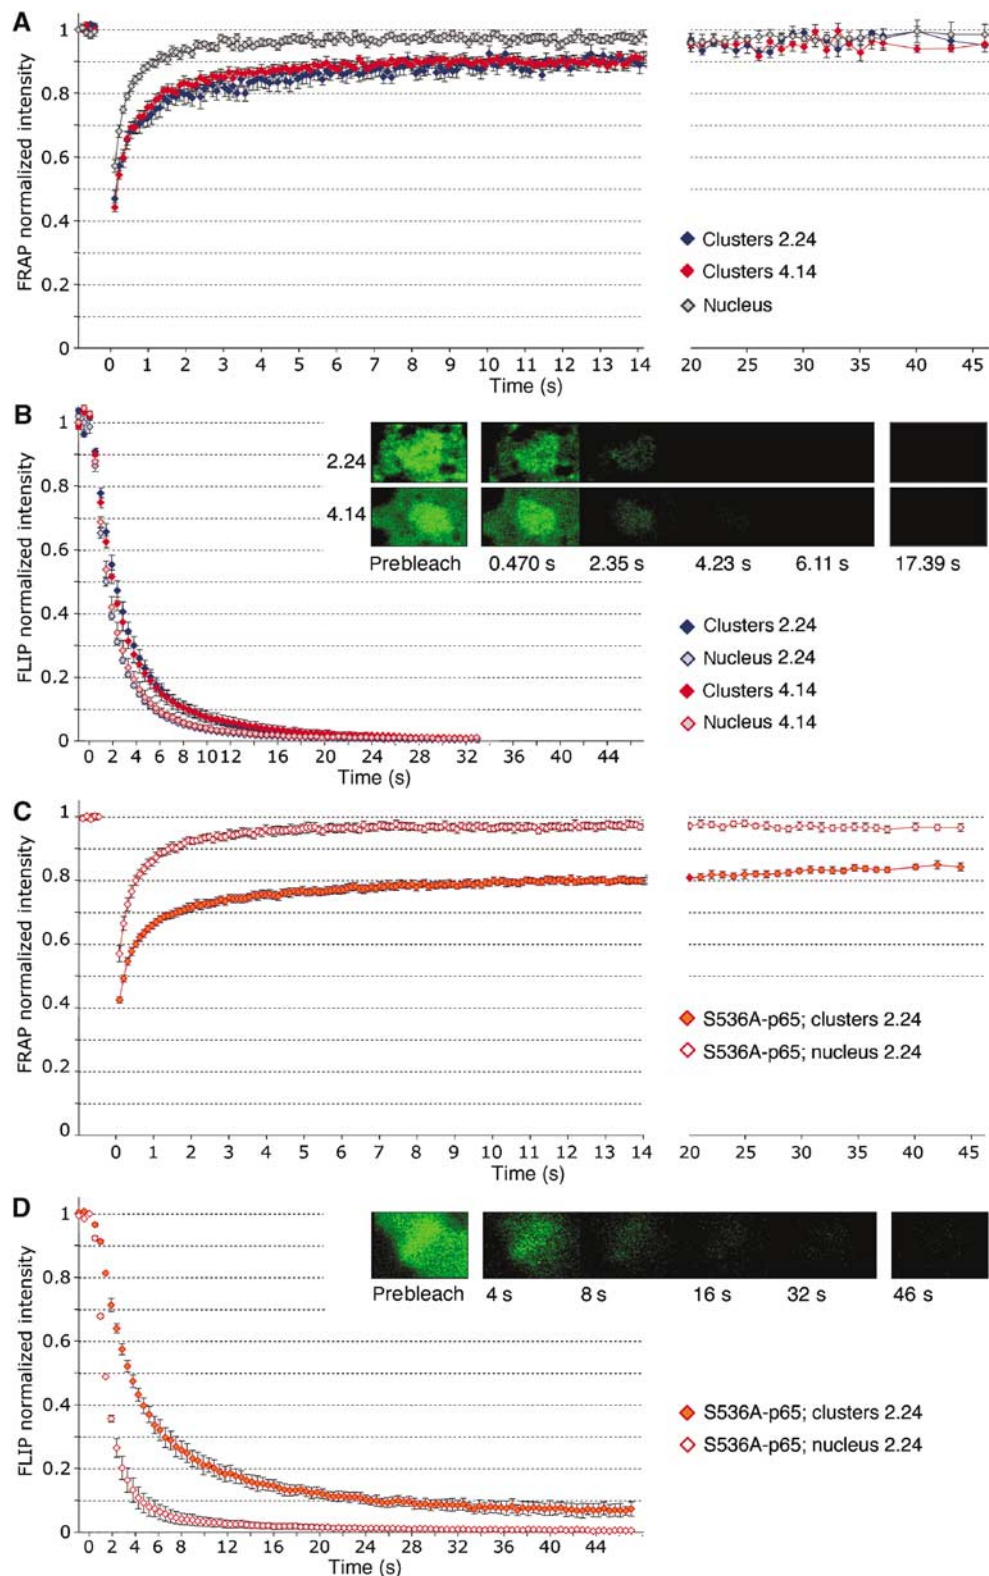 A
FRAP normalized intensity
1
0.8
0.6
0.4
0.2
0
0 1 2 3 4 5 6 7 8 9 10 11 12 13 14
20 25 30 35 40 45
Time (s)
Clusters 2.24
Clusters 4.14
Nucleus
B
FLIP normalized intensity
1
0.8
0.6
0.4
0.2
0
0 2 4 6 8 10 12 16 20 24 28 32 36 40 44
Time (s)
2.24
4.14
Prebleach 0.470 s 2.35 s 4.23 s 6.11 s 17.39 s
Clusters 2.24
Nucleus 2.24
Clusters 4.14
Nucleus 4.14
C
FRAP normalized intensity
1
0.8
0.6
0.4
0.2
0
0 1 2 3 4 5 6 7 8 9 10 11 12 13 14
20 25 30 35 40 45
Time (s)
S536A-p65; clusters 2.24
S536A-p65; nucleus 2.24
D
FLIP normalized intensity
1
0.8
0.6
0.4
0.2
0
0 2 4 6 8 12 16 20 24 28 32 36 40 44
Time (s)
Prebleach 4 s 8 s 16 s 32 s 46 s
S536A-p65; clusters 2.24
S536A-p65; nucleus 2.24